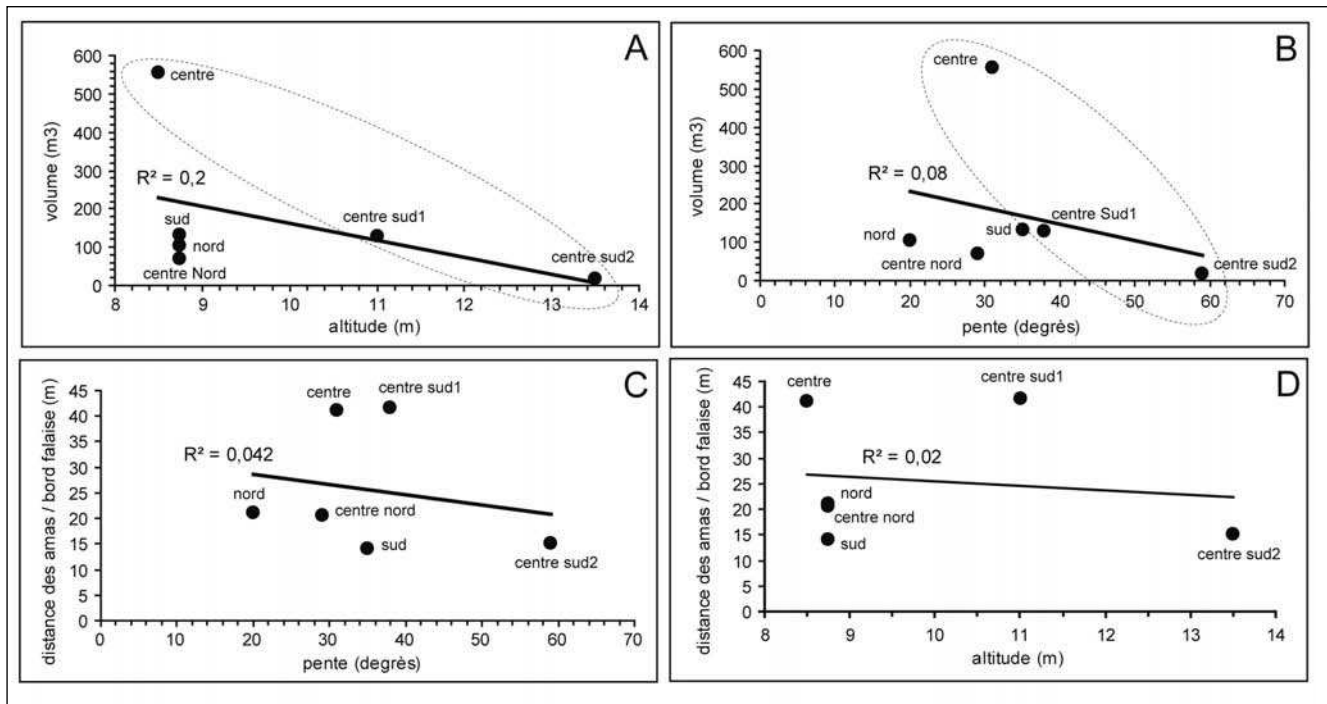 A
600
500
400
300
200
100
0
volume (m3)
centre
R² = 0,2
sud
nord
centre Nord
centre sud1
centre sud2
8 9 10 11 12 13 14
altitude (m)
B
600
500
400
300
200
100
0
volume (m3)
centre
R² = 0,08
centre Sud1
nord
sud
centre nord
centre sud2
0 10 20 30 40 50 60 70
pente (degrès)
C
45
40
35
30
25
20
15
10
5
0
distance des amas / bord falaise (m)
centre
centre sud1
R² = 0,042
nord
centre nord
sud
centre sud2
0 10 20 30 40 50 60 70
pente (degrès)
D
45
40
35
30
25
20
15
10
5
0
distance des amas / bord falaise (m)
centre
centre sud1
R² = 0,02
nord
centre nord
sud
centre sud2
8 9 10 11 12 13 14
altitude (m)